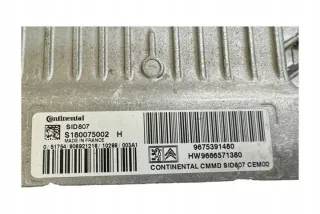 Continental
SID807
S180075002 H
MADE IN FRANCE
9675391480
HW9666571380
CONTINENTAL CMMD SID807 CEM00